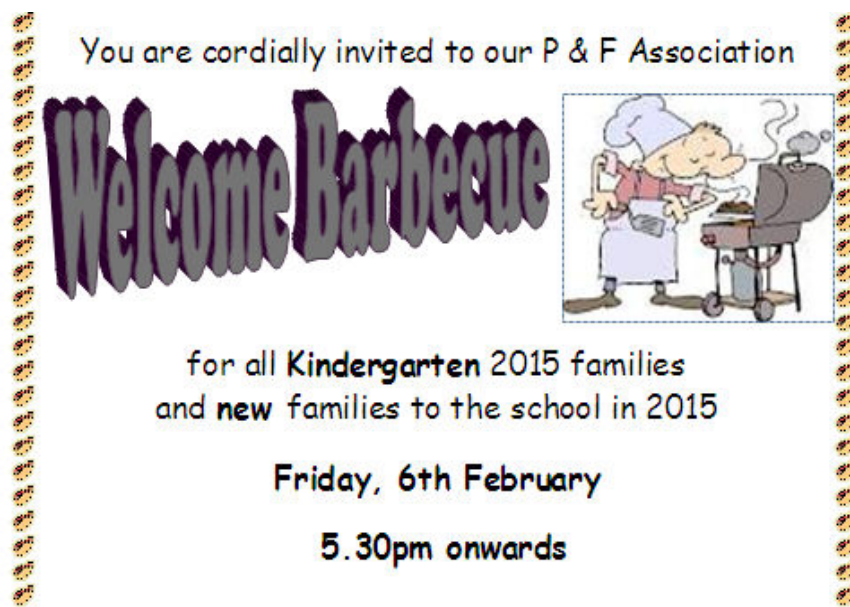 You are cordially invited to our P & F Association
Welcome Barbecue
for all Kindergarten 2015 families
and new families to the school in 2015
Friday, 6th February
5.30pm onwards